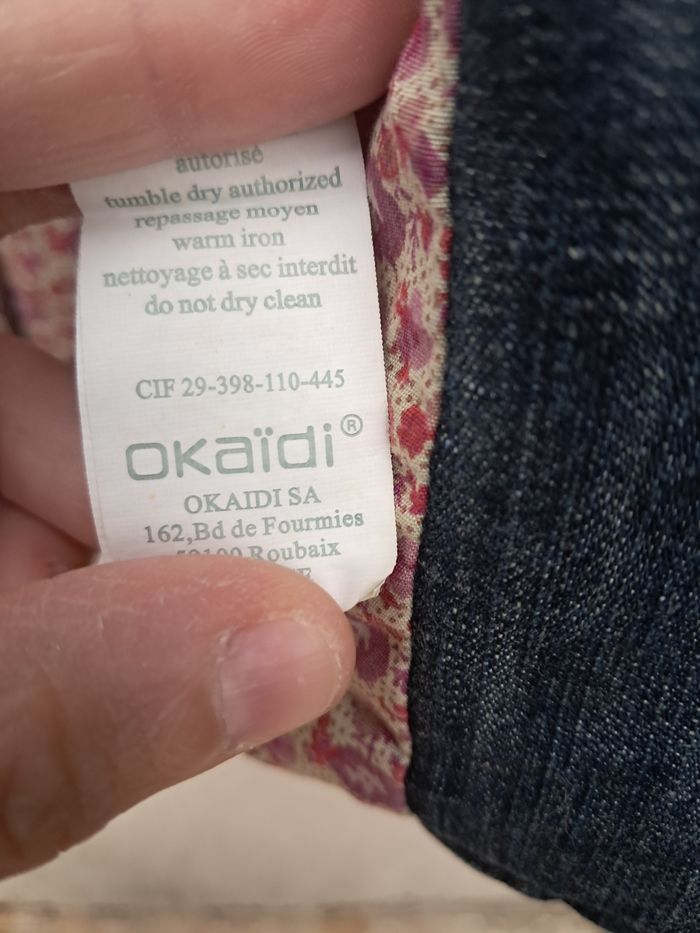 autorisé
tumble dry authorized
repassage moyen
warm iron
nettoyage à sec interdit
do not dry clean
CIF 29-398-110-445
OKaïdi®
OKAIDI SA
162,Bd de Fourmies
Roubaix